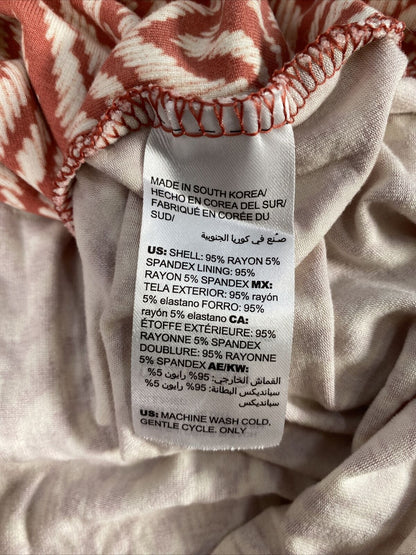 MADE IN SOUTH KOREA/
HECHO EN COREA DEL SUR/
FABRIQUÉ EN CORÉE DU
SUD/
صنع في كوريا الجنوبية
US: SHELL: 95% RAYON 5%
SPANDEX LINING: 95%
RAYON 5% SPANDEX MX:
TELA EXTERIOR: 95% rayón
5% elastano FORRO: 95%
rayón 5% elastano CA:
ÉTOFFE EXTÉRIEURE: 95%
RAYONNE 5% SPANDEX
DOUBLURE: 95% RAYONNE
5% SPANDEX AE/KW:
القماش الخارجي: 95% رايون 5%
سبانديكس البطانة: 95% رايون 5%
سبانديكس
US: MACHINE WASH COLD,
GENTLE CYCLE. ONLY